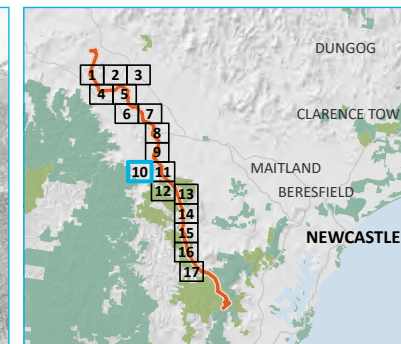 DUNGOG
1 2 3
4 5
6 7
CLARENCE TOW
8
9
10 11
MAITLAND
12 13
BERESFIELD
14
15
NEWCASTLE
16
17